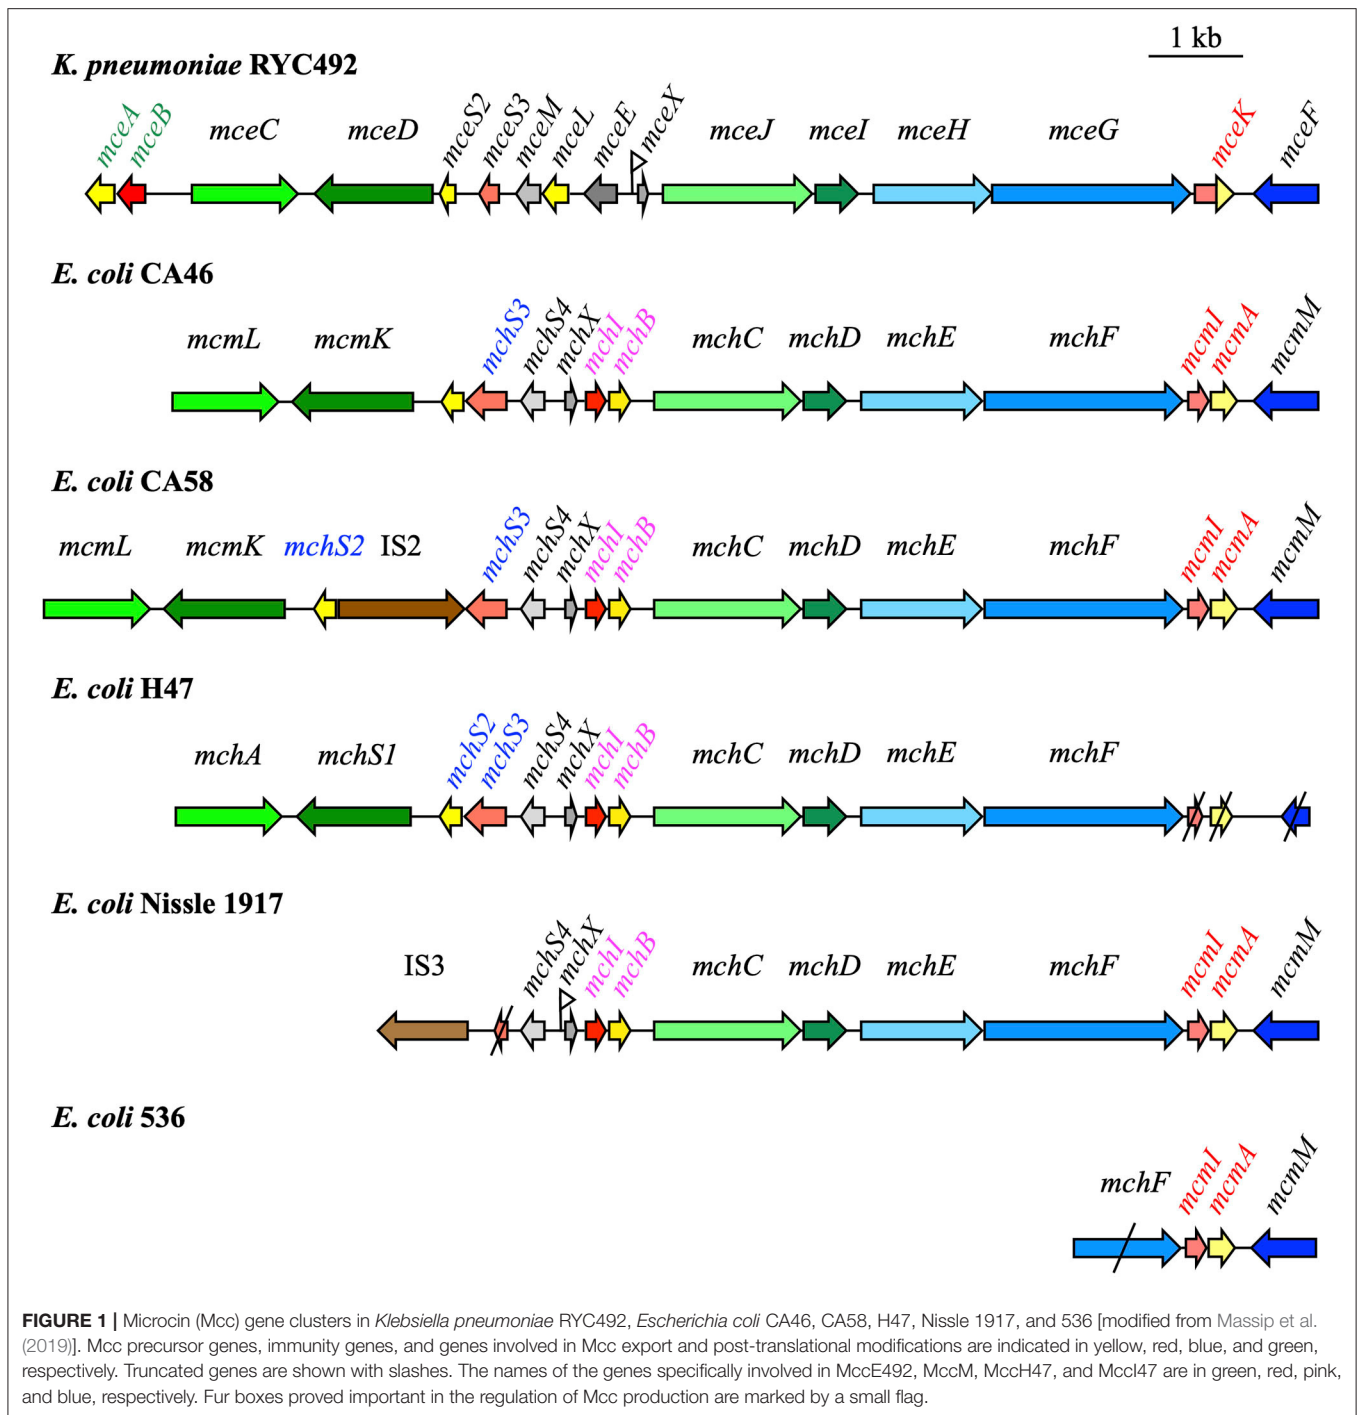 1 kb
K. pneumoniae RYC492
mceA mceB mceC mceD mceS2 mceS3 mceM mceL mceE mceX mceJ mceI mceH mceG mceK mceF
E. coli CA46
mcmL mcmK mchS3 mchS4 mchX mchI mchB mchC mchD mchE mchF mcmI mcmA mcmM
E. coli CA58
mcmL mcmK mchS2 IS2 mchS3 mchS4 mchX mchI mchB mchC mchD mchE mchF mcmI mcmA mcmM
E. coli H47
mchA mchS1 mchS2 mchS3 mchS4 mchX mchI mchB mchC mchD mchE mchF
E. coli Nissle 1917
IS3 mchS4 mchX mchI mchB mchC mchD mchE mchF mcmI mcmA mcmM
E. coli 536
mchF mcmI mcmA mcmM
FIGURE 1 | Microcin (Mcc) gene clusters in Klebsiella pneumoniae RYC492, Escherichia coli CA46, CA58, H47, Nissle 1917, and 536 [modified from Massip et al.
(2019)]. Mcc precursor genes, immunity genes, and genes involved in Mcc export and post-translational modifications are indicated in yellow, red, blue, and green,
respectively. Truncated genes are shown with slashes. The names of the genes specifically involved in MccE492, MccM, MccH47, and MccI47 are in green, red, pink,
and blue, respectively. Fur boxes proved important in the regulation of Mcc production are marked by a small flag.